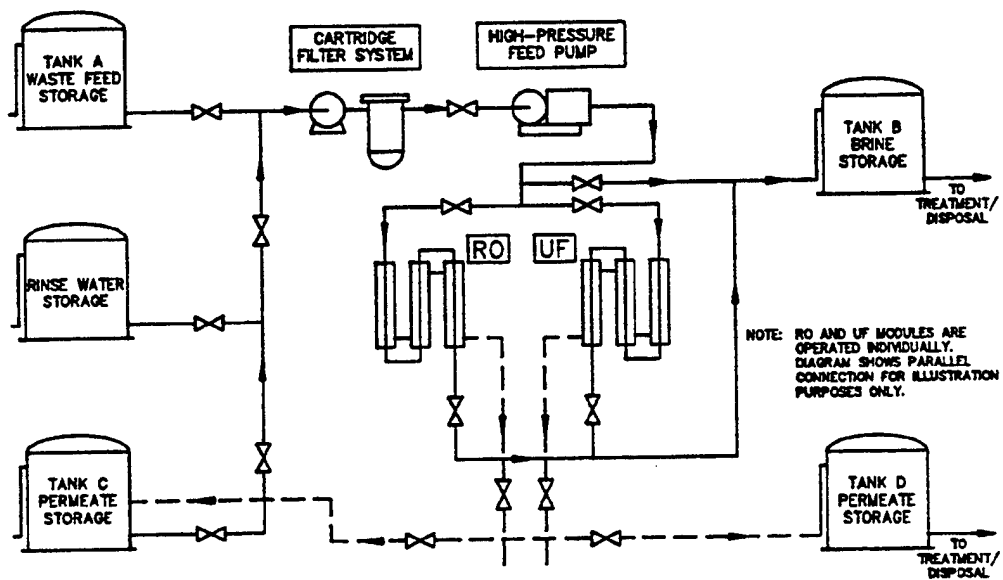 TANK A
WASTE FEED
STORAGE
CARTRIDGE
FILTER SYSTEM
HIGH-PRESSURE
FEED PUMP
TANK B
BRINE
STORAGE
TO
TREATMENT/
DISPOSAL
RO
UF
RINSE WATER
STORAGE
NOTE: RO AND UF MODULES ARE
OPERATED INDIVIDUALLY.
DIAGRAM SHOWS PARALLEL
CONNECTION FOR ILLUSTRATION
PURPOSES ONLY.
TANK C
PERMEATE
STORAGE
TANK D
PERMEATE
STORAGE
TO
TREATMENT/
DISPOSAL